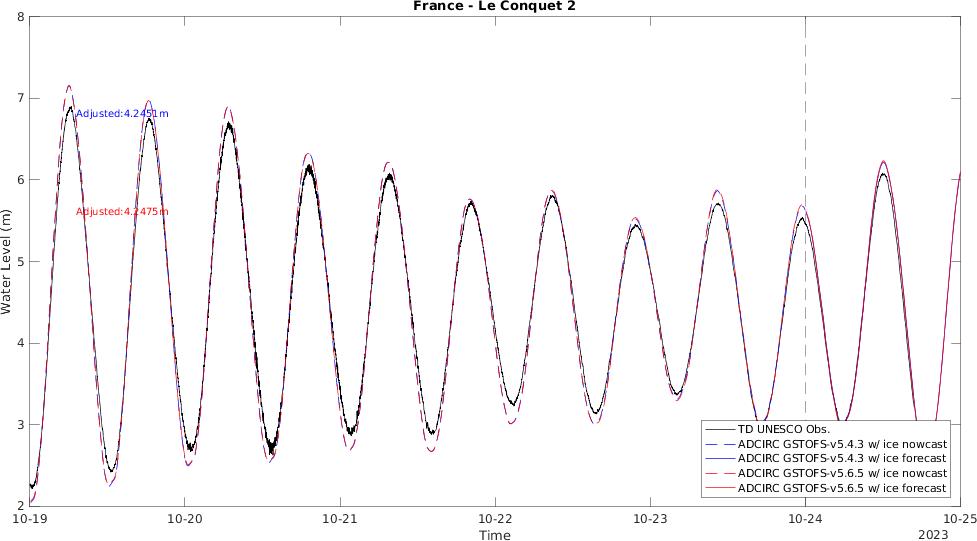 France - Le Conquet 2
8
7
6
5
4
3
2
Water Level (m)
Adjusted:4.2451m
Adjusted:4.2475m
TD UNESCO Obs.
ADCIRC GSTOFS-v5.4.3 w/ ice nowcast
ADCIRC GSTOFS-v5.4.3 w/ ice forecast
ADCIRC GSTOFS-v5.6.5 w/ ice nowcast
ADCIRC GSTOFS-v5.6.5 w/ ice forecast
10-19 10-20 10-21 10-22 10-23 10-24 10-25
Time
2023